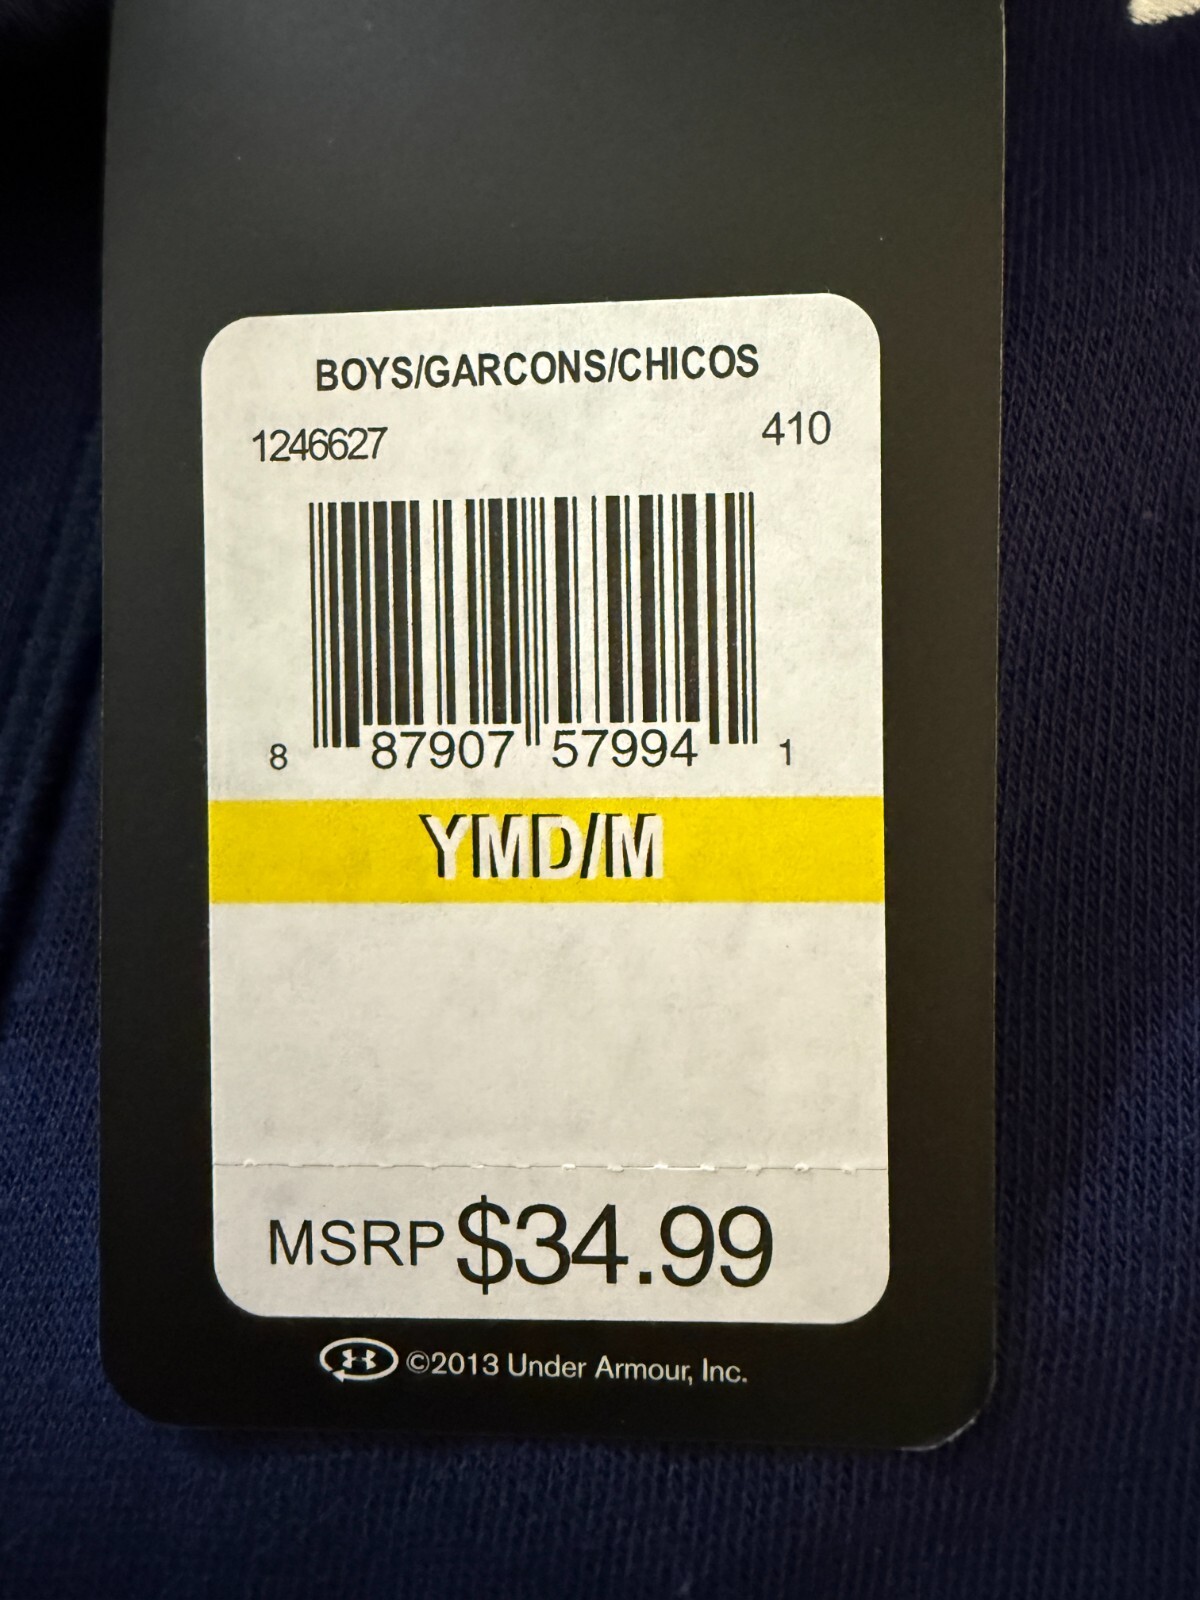 BOYS/GARCONS/CHICOS
1246627 410
8 87907 57994 1
YMD/M
MSRP $34.99
©2013 Under Armour, Inc.